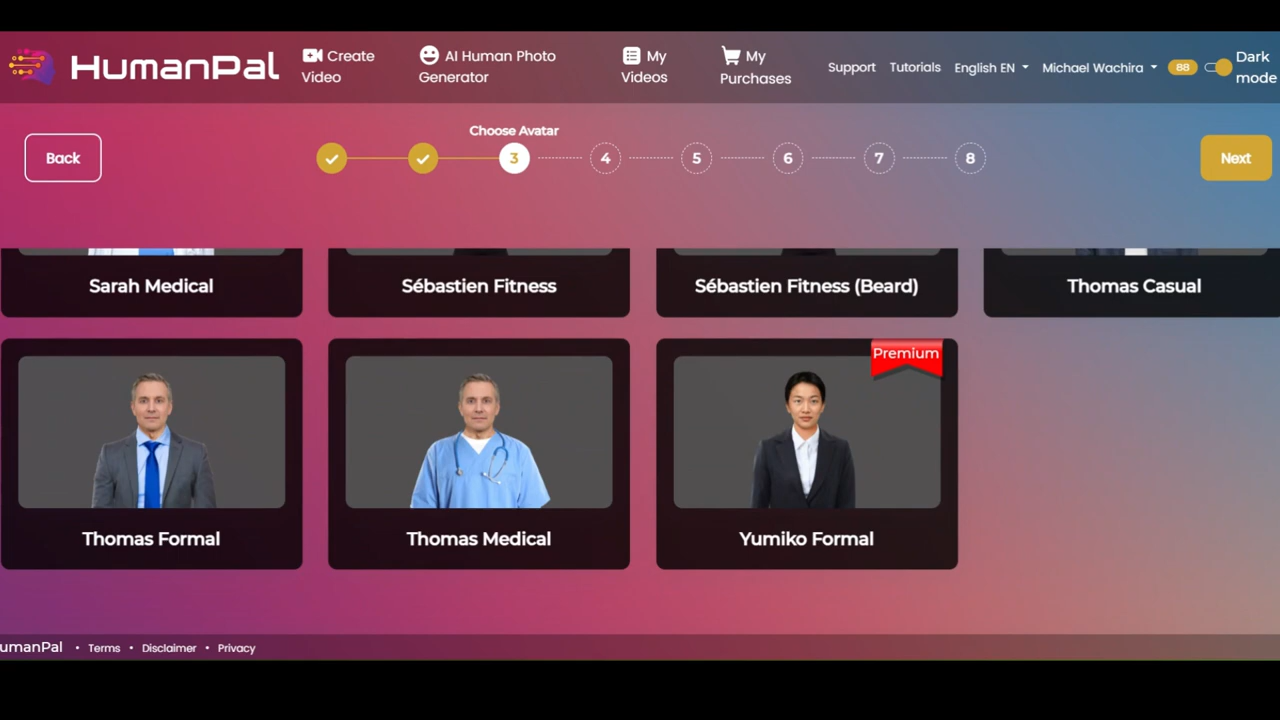 HumanPal
Create
Video
AI Human Photo
Generator
My
Videos
My
Purchases
Support
Tutorials
English EN
Michael Wachira
88
Dark
mode
Back
Choose Avatar
3
4
5
6
7
8
Next
Sarah Medical
Sébastien Fitness
Sébastien Fitness (Beard)
Thomas Casual
Premium
Thomas Formal
Thomas Medical
Yumiko Formal
umanPal • Terms • Disclaimer • Privacy